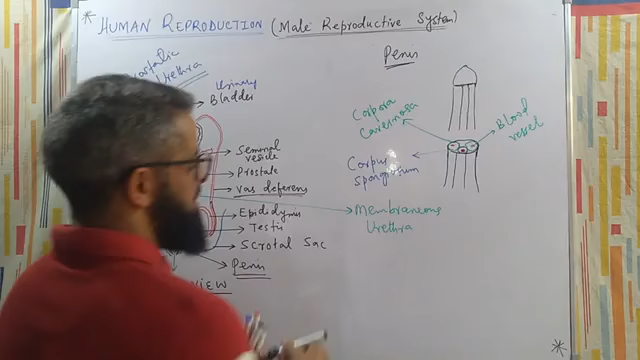 * HUMAN REPRODUCTION (Male Reproductive System)
Prostatic
Urethra
Urinary
Bladder
Seminal
vesicle
Prostate
vas deferens
Epididymis
Testis
Scrotal Sac
Penis
VIEW
Penis
Corpora
Cavernosa
Blood
vessel
Corpus
Spongiosum
Membraneous
Urethra
*